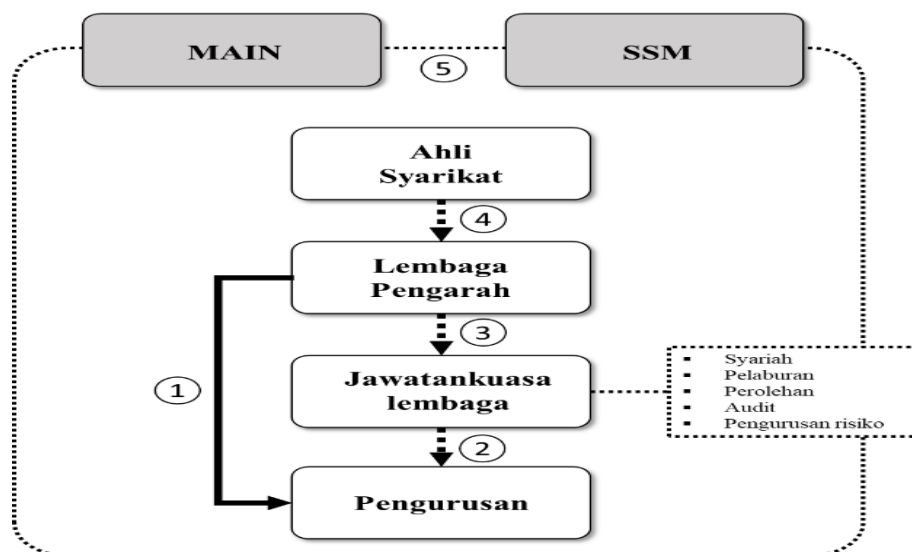 MAIN
SSM
⑤
Ahli
Syarikat
④
Lembaga
Pengarah
③
①
Jawatankuasa
lembaga
▪ Syariah
▪ Pelaburan
▪ Perolehan
▪ Audit
▪ Pengurusan risiko
②
Pengurusan